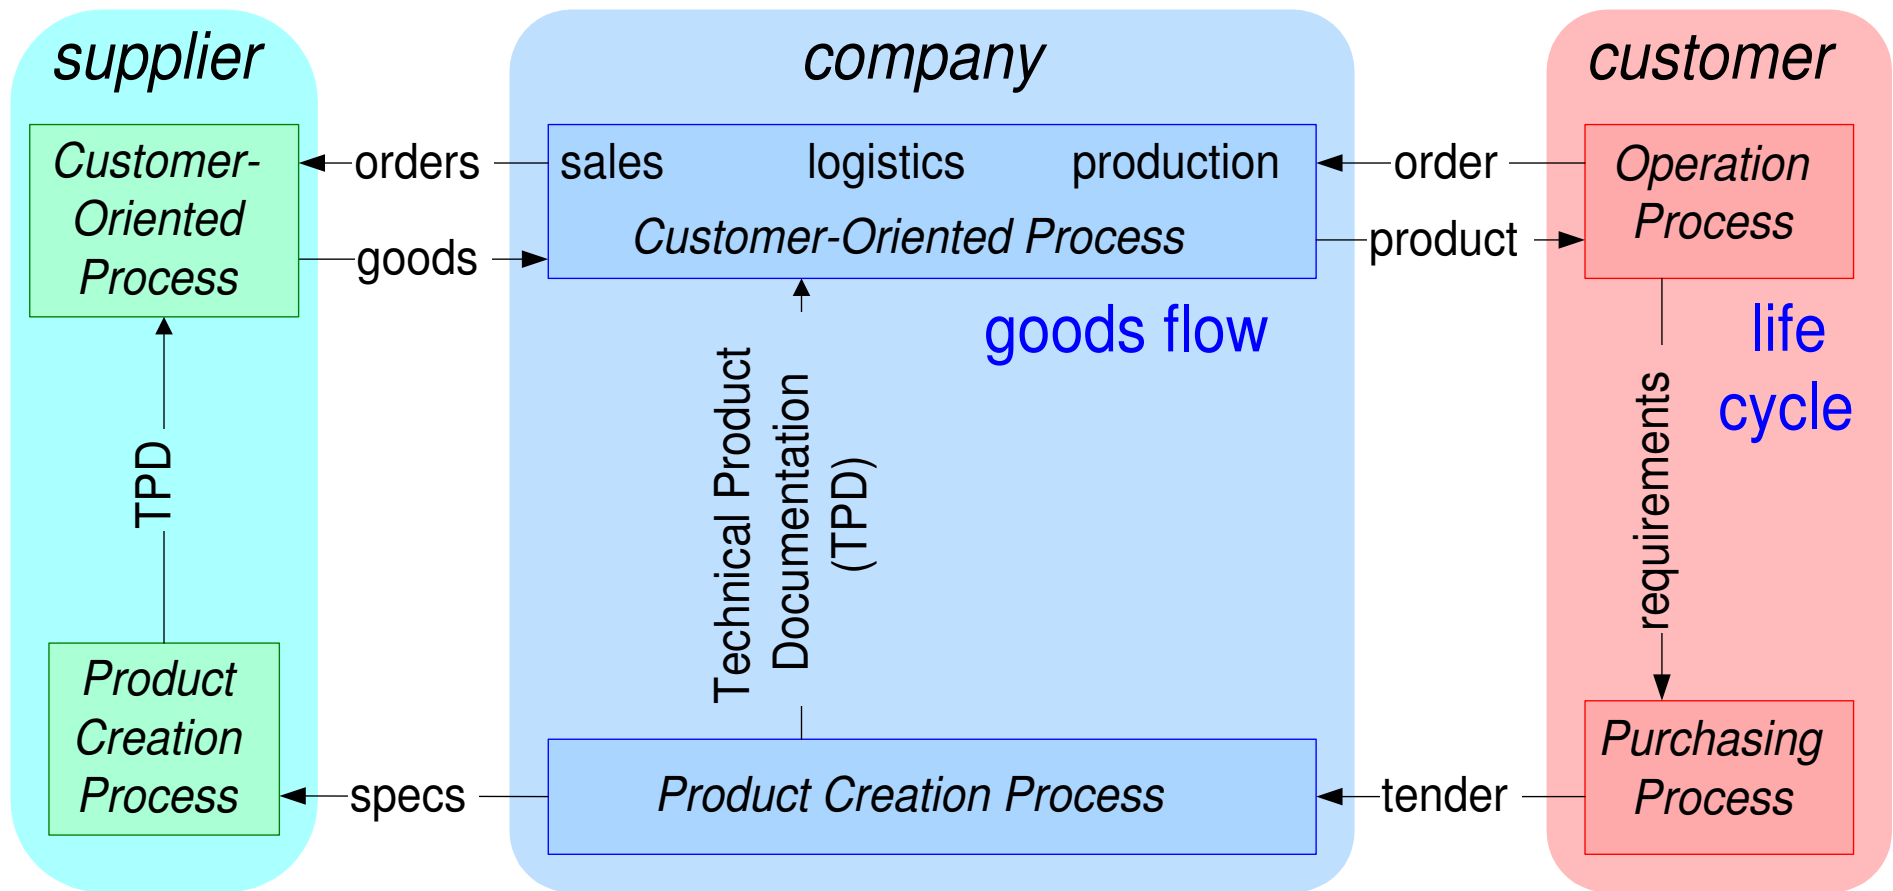 supplier
company
customer
Customer-
Oriented
Process
orders
goods
sales logistics production
Customer-Oriented Process
order
product
Operation
Process
goods flow
life
cycle
TPD
Technical Product
Documentation
(TPD)
requirements
Product
Creation
Process
specs
Product Creation Process
tender
Purchasing
Process